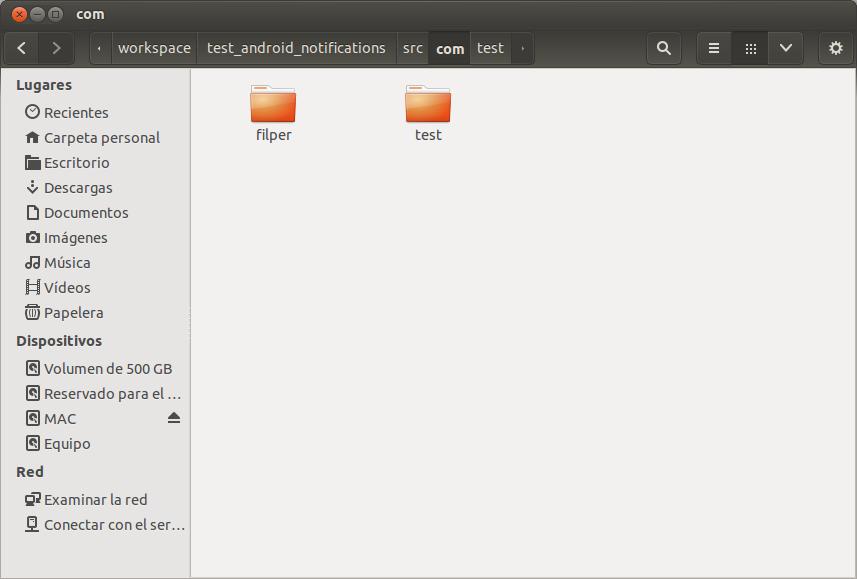 com
workspace test_android_notifications src com test
Lugares
Recientes
Carpeta personal
Escritorio
Descargas
Documentos
Imágenes
Música
Vídeos
Papelera
Dispositivos
Volumen de 500 GB
Reservado para el ...
MAC
Equipo
Red
Examinar la red
Conectar con el ser...
filper
test